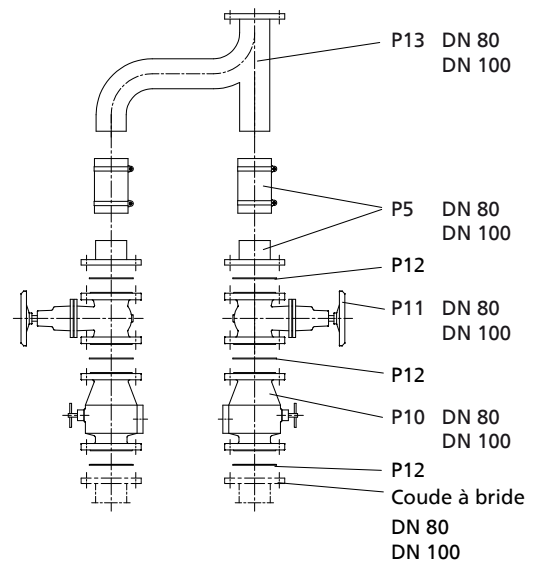 P13 DN 80
DN 100
P5 DN 80
DN 100
P12
P11 DN 80
DN 100
P12
P10 DN 80
DN 100
P12
Coude à bride
DN 80
DN 100